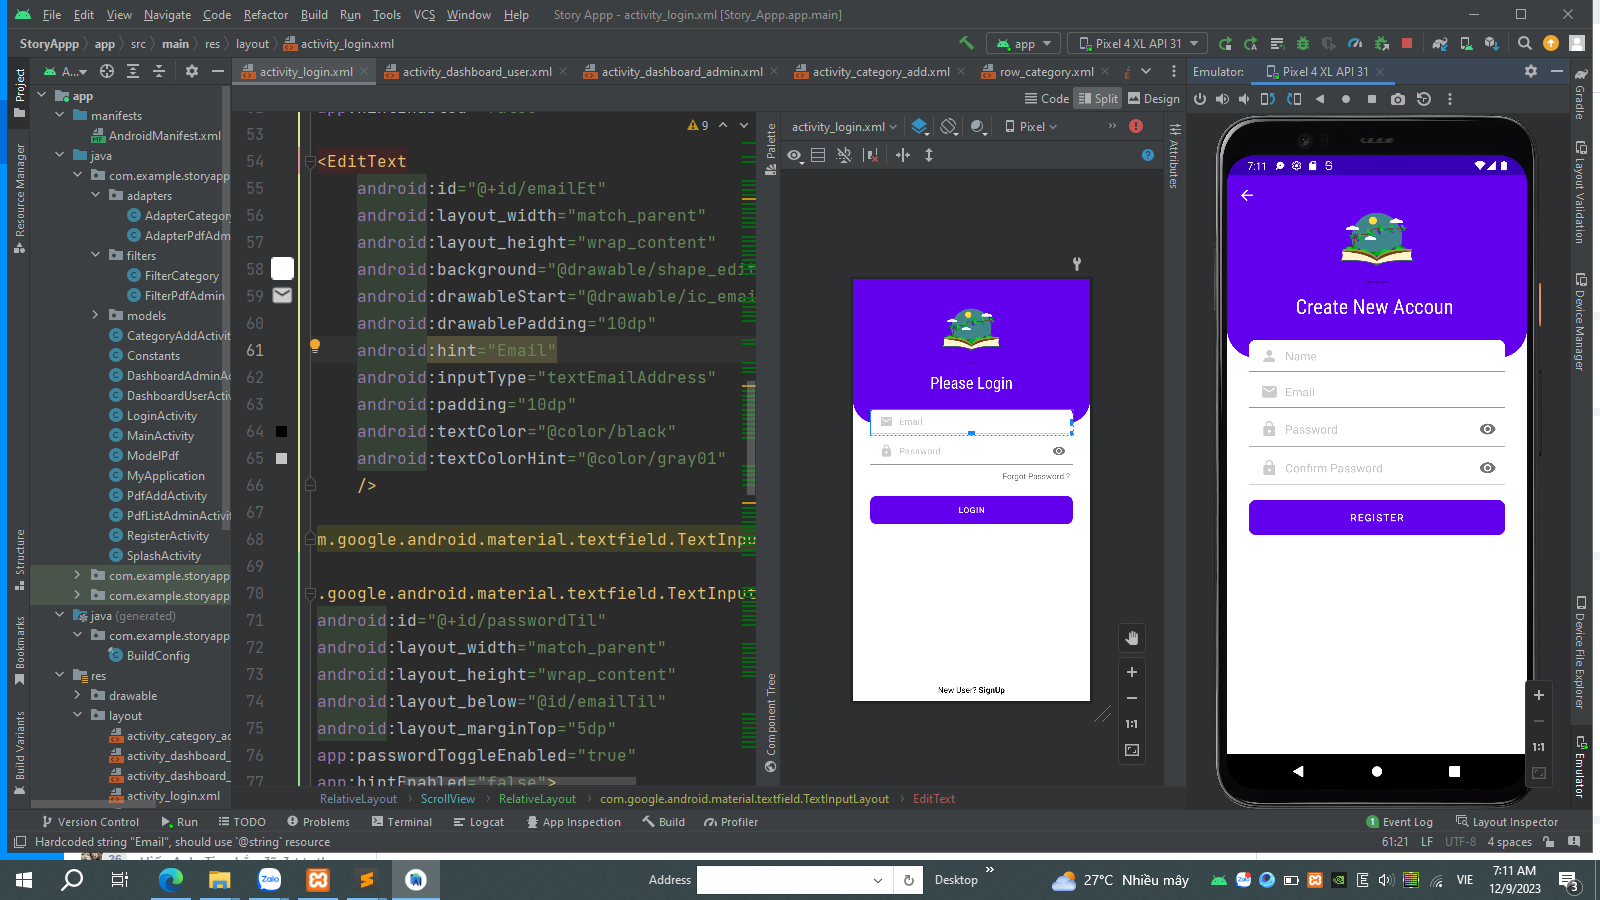 File Edit View Navigate Code Refactor Build Run Tools VCS Window Help Story Appp - activity_login.xml [Story_Appp.app.main]
StoryAppp app src main res layout activity_login.xml
app Pixel 4 XL API 31
Project
Resource Manager
Structure
Bookmarks
Build Variants
A...
app
manifests
AndroidManifest.xml
java
com.example.storyapp
adapters
AdapterCategory
AdapterPdfAdm
filters
FilterCategory
FilterPdfAdmin
models
CategoryAddActivit
Constants
DashboardAdminA
DashboardUserActiv
LoginActivity
MainActivity
ModelPdf
MyApplication
PdfAddActivity
PdfListAdminActivit
RegisterActivity
SplashActivity
com.example.storyapp
com.example.storyapp
java (generated)
com.example.storyapp
BuildConfig
res
drawable
layout
activity_category_ac
activity_dashboard_
activity_dashboard_
activity_login.xml
activity_login.xml activity_dashboard_user.xml activity_dashboard_admin.xml activity_category_add.xml row_category.xml
Code Split Design
9
53
54 <EditText
55 android:id="@+id/emailEt"
56 android:layout_width="match_parent"
57 android:layout_height="wrap_content"
58 android:background="@drawable/shape_edi
59 android:drawableStart="@drawable/ic_emai
60 android:drawablePadding="10dp"
61 android:hint="Email"
62 android:inputType="textEmailAddress"
63 android:padding="10dp"
64 android:textColor="@color/black"
65 android:textColorHint="@color/gray01"
66 />
67
68 m.google.android.material.textfield.TextInpu
69
70 .google.android.material.textfield.TextInput
71 android:id="@+id/passwordTil"
72 android:layout_width="match_parent"
73 android:layout_height="wrap_content"
74 android:layout_below="@id/emailTil"
75 android:layout_marginTop="5dp"
76 app:passwordToggleEnabled="true"
77 app:hintEnabled="false">
RelativeLayout ScrollView RelativeLayout com.google.android.material.textfield.TextInputLayout EditText
Palette
Component Tree
activity_login.xml Pixel
Attributes
Please Login
Email
Password
Forgot Password ?
LOGIN
New User? SignUp
1:1
Emulator: Pixel 4 XL API 31
7:11
Create New Accoun
Name
Email
Password
Confirm Password
REGISTER
1:1
Gradle
Layout Validation
Device Manager
Device File Explorer
Emulator
Version Control Run TODO Problems Terminal Logcat App Inspection Build Profiler 1 Event Log Layout Inspector
Hardcoded string "Email", should use `@string` resource 61:21 LF UTF-8 4 spaces
26
Address Desktop 27°C Nhiều mây VIE 7:11 AM
12/9/2023
3